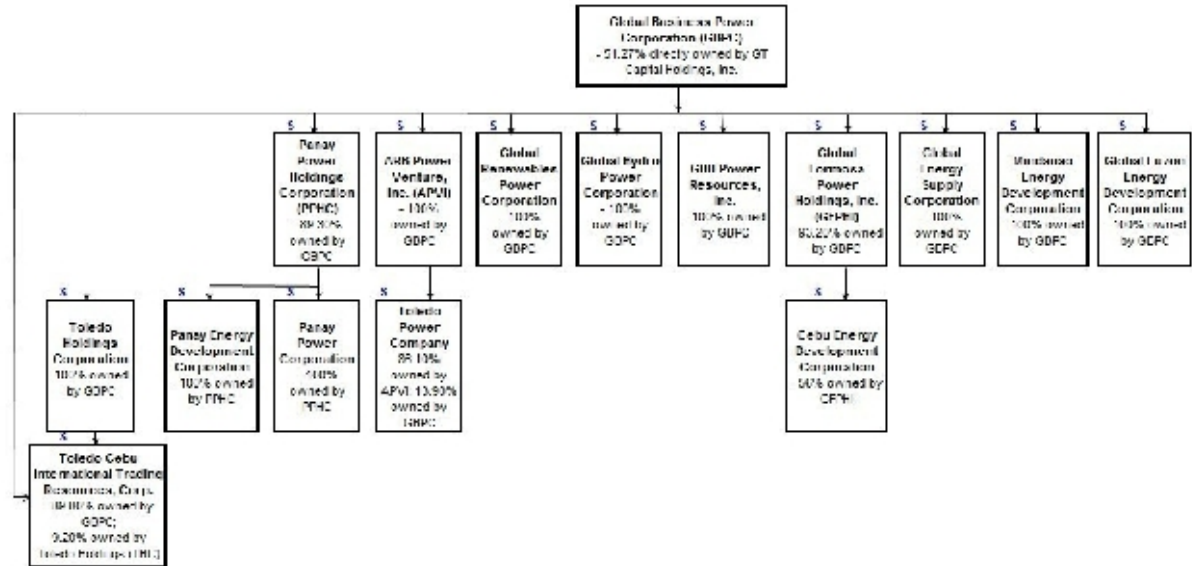 Global Business Power
Corporation (GBPC)
- 51.27% directly owned by GT
Capital Holdings, Inc.
$ $ $ $ $ $ $ $ $
Panay
Power
Holdings
Corporation
(PPHC)
89.30%
owned by
GBPC
ARB Power
Venture,
Inc. (APVI)
- 100%
owned by
GBPC
Global
Renewables
Power
Corporation
100%
owned by
GBPC
Global Hydro
Power
Corporation
- 100%
owned by
GBPC
Power
Resources,
Inc.
100% owned
by GBPC
Global
Formosa
Power
Holdings,
Inc. (GFPHI)
93.20%
owned by
GBPC
Global
Energy
Supply
Corporation
100%
owned by
GBPC
Mindanao
Energy
Development
Corporation
100% owned
by GBPC
Global Luzon
Energy
Development
Corporation
100% owned
by GBPC
$ $ $ $ $
Toledo
Holdings
Corporation
100% owned
by GBPC
Panay Energy
Development
Corporation
100% owned
by PPHC
Panay
Power
Corporation
100%
owned by
PPHC
Toledo
Power
Company
owned by
APVI; 13.90%
owned by
GBPC
Cebu Energy
Development
Corporation
owned by
GFPHI
$
Toledo Cebu
International Trading
Resources, Corp.
owned by
GBPC;
owned by
Toledo Holdings (THC)